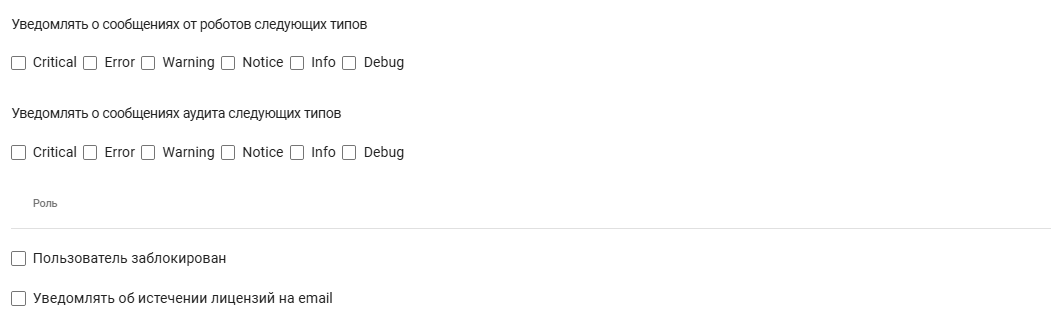 Уведомлять о сообщениях от роботов следующих типов
Critical Error Warning Notice Info Debug
Уведомлять о сообщениях аудита следующих типов
Critical Error Warning Notice Info Debug
Роль
Пользователь заблокирован
Уведомлять об истечении лицензий на email